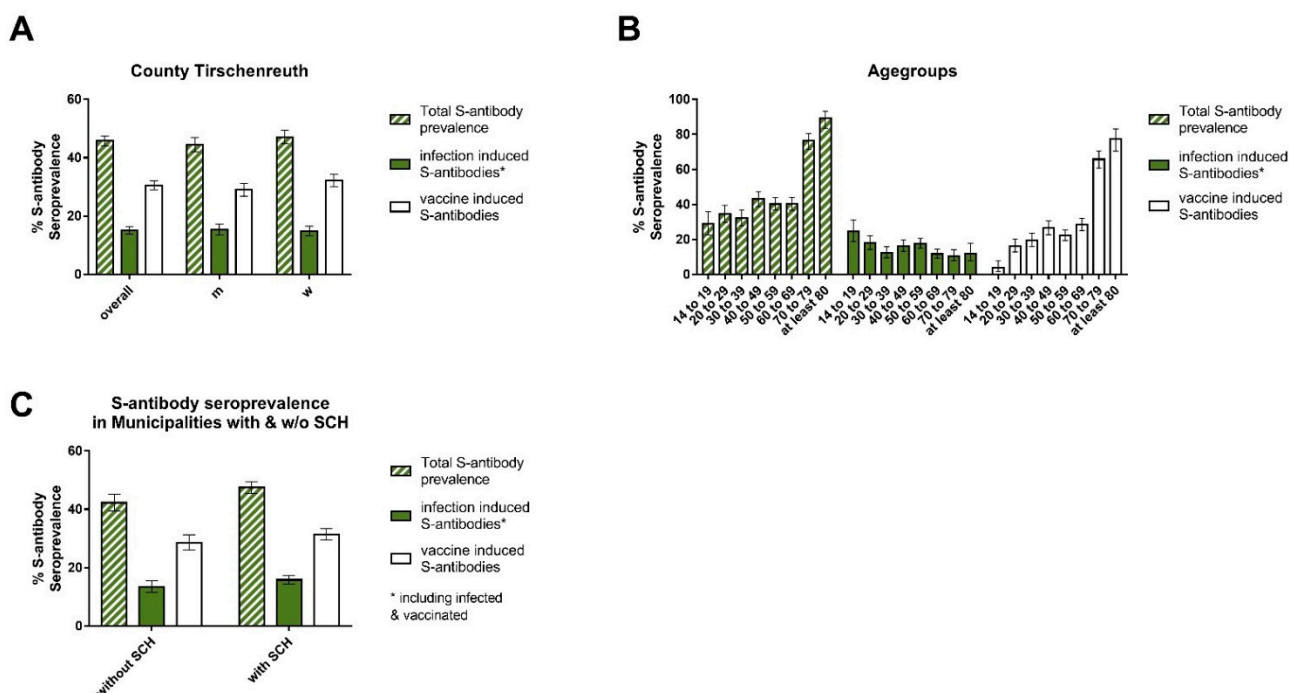 A
County Tirschenreuth
% S-antibody
Seroprevalence
60
40
20
0
overall
m
w
Total S-antibody
prevalence
infection induced
S-antibodies*
vaccine induced
S-antibodies
B
Agegroups
% S-antibody
Seroprevalence
100
80
60
40
20
0
14 to 19
20 to 29
30 to 39
40 to 49
50 to 59
60 to 69
70 to 79
at least 80
14 to 19
20 to 29
30 to 39
40 to 49
50 to 59
60 to 69
70 to 79
at least 80
14 to 19
20 to 29
30 to 39
40 to 49
50 to 59
60 to 69
70 to 79
at least 80
Total S-antibody
prevalence
infection induced
S-antibodies*
vaccine induced
S-antibodies
C
S-antibody seroprevalence
in Municipalities with & w/o SCH
% S-antibody
Seroprevalence
60
40
20
0
without SCH
with SCH
Total S-antibody
prevalence
infection induced
S-antibodies*
vaccine induced
S-antibodies
* including infected
& vaccinated